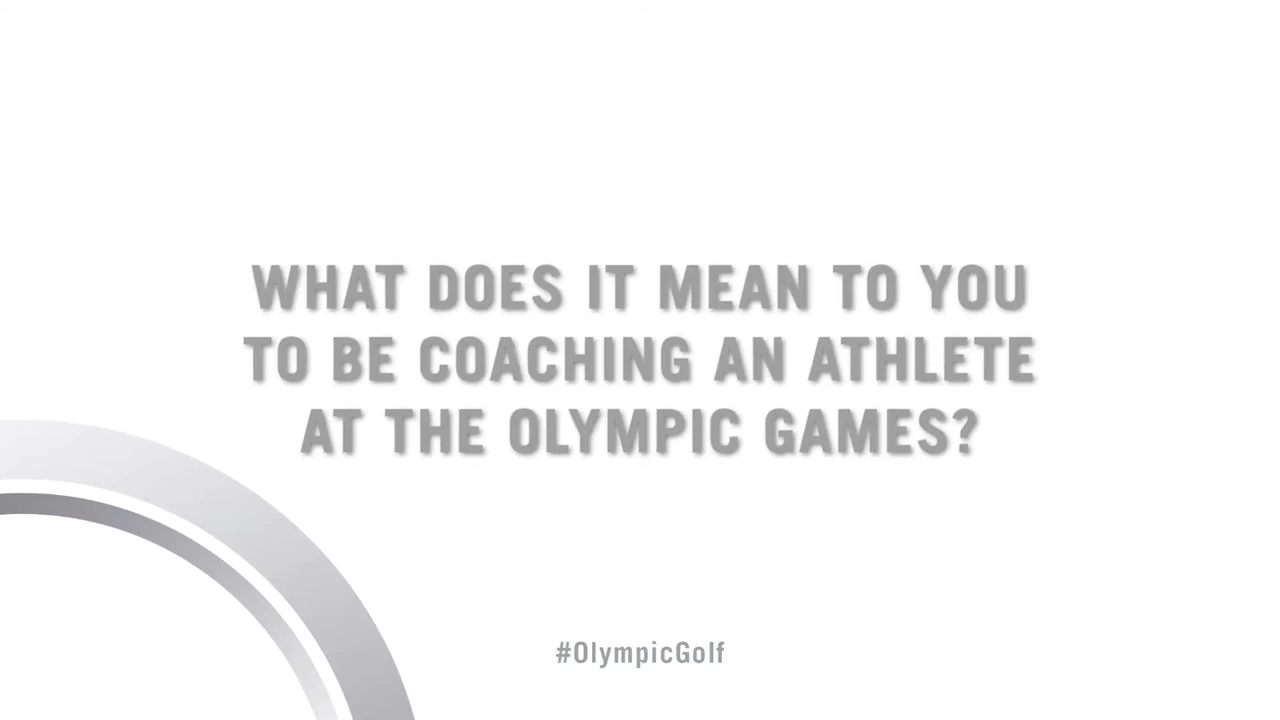 WHAT DOES IT MEAN TO YOU
TO BE COACHING AN ATHLETE
AT THE OLYMPIC GAMES?
#OlympicGolf